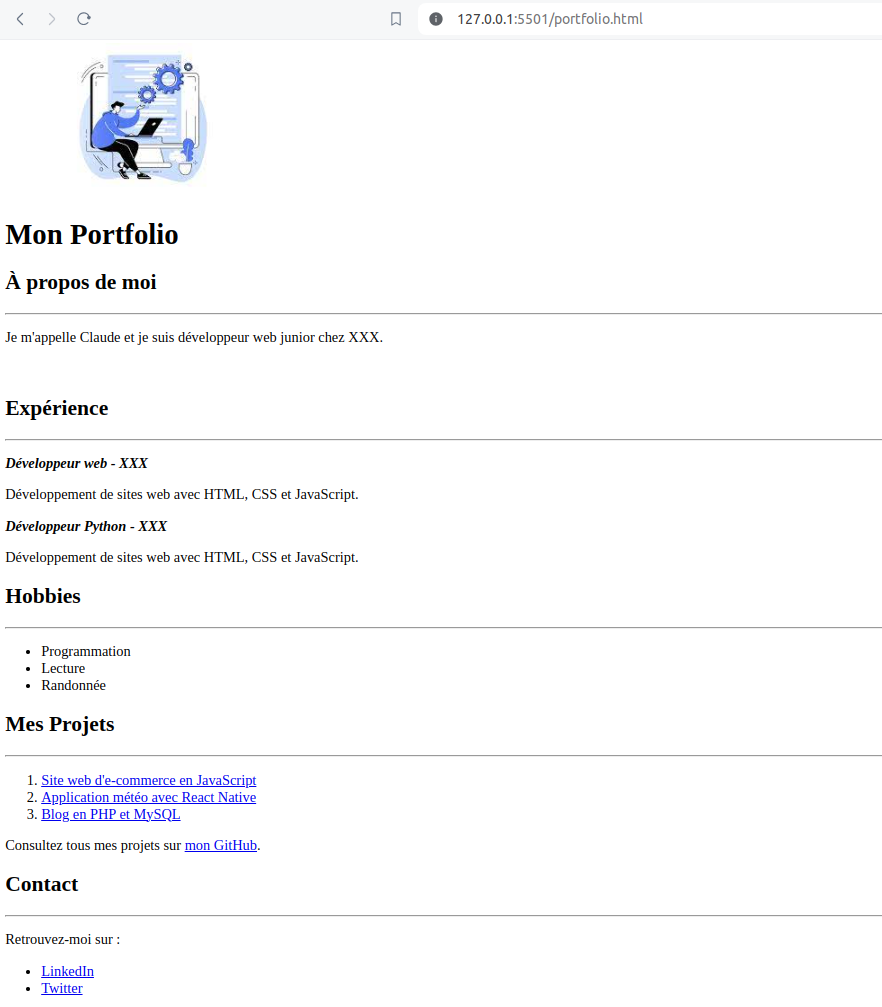 127.0.0.1:5501/portfolio.html
Mon Portfolio
À propos de moi
Je m'appelle Claude et je suis développeur web junior chez XXX.
Expérience
Développeur web - XXX
Développement de sites web avec HTML, CSS et JavaScript.
Développeur Python - XXX
Développement de sites web avec HTML, CSS et JavaScript.
Hobbies
• Programmation
• Lecture
• Randonnée
Mes Projets
1. Site web d'e-commerce en JavaScript
2. Application météo avec React Native
3. Blog en PHP et MySQL
Consultez tous mes projets sur mon GitHub.
Contact
Retrouvez-moi sur :
• LinkedIn
• Twitter